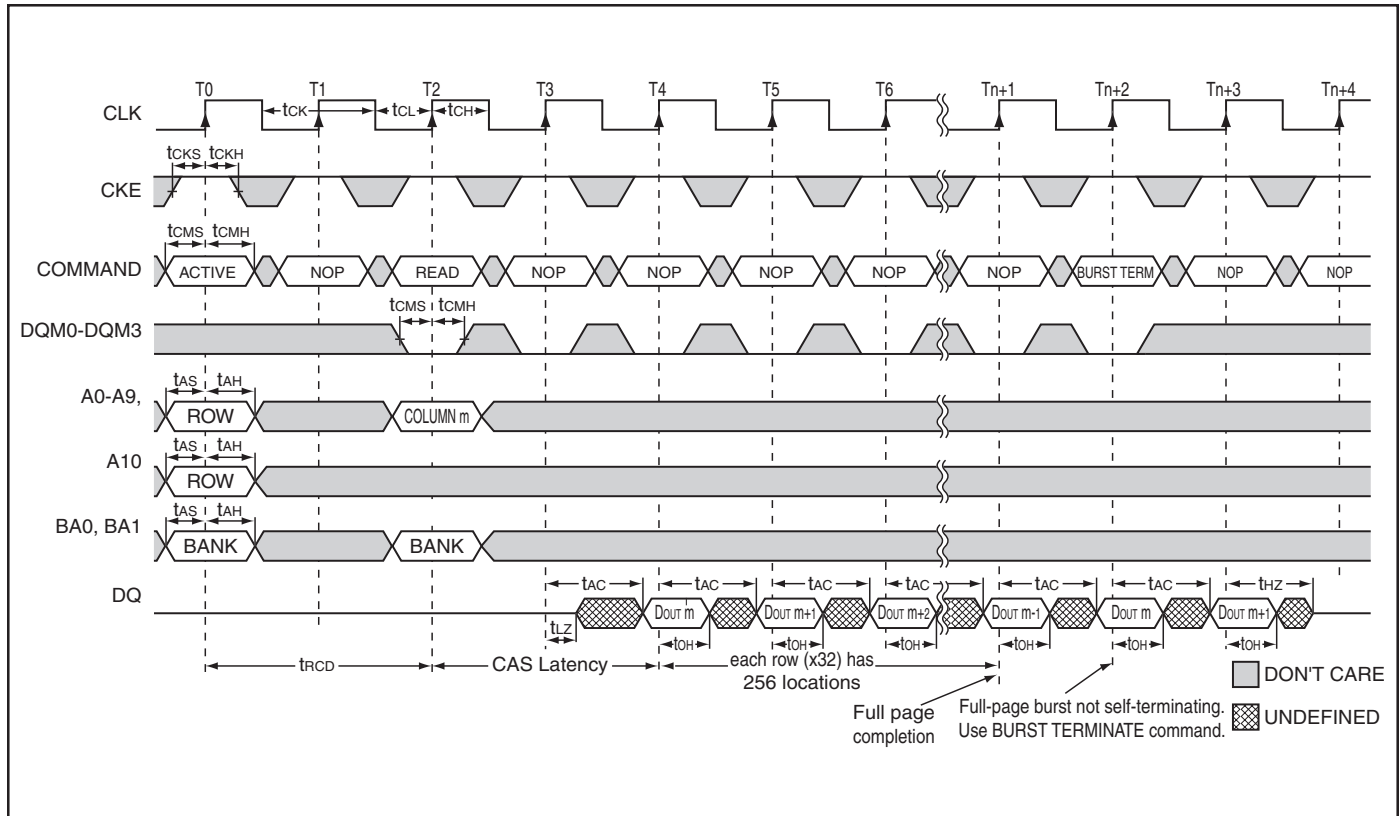 T0 T1 T2 T3 T4 T5 T6 Tn+1 Tn+2 Tn+3 Tn+4
CLK
tCK tCL tCH
tCKS tCKH
CKE
tCMS tCMH
COMMAND ACTIVE NOP READ NOP NOP NOP NOP NOP BURST TERM NOP NOP
tCMS tCMH
DQM0-DQM3
tAS tAH
A0-A9, ROW COLUMN m
tAS tAH
A10 ROW
tAS tAH
BA0, BA1 BANK BANK
tAC tAC tAC tAC tAC tAC tHZ
DQ DOUT m DOUT m+1 DOUT m+2 DOUT m-1 DOUT m DOUT m+1
tLZ tOH tOH tOH tOH tOH tOH
tRCD CAS Latency each row (x32) has
256 locations
DON'T CARE
Full page
completion
Full-page burst not self-terminating.
Use BURST TERMINATE command.
UNDEFINED